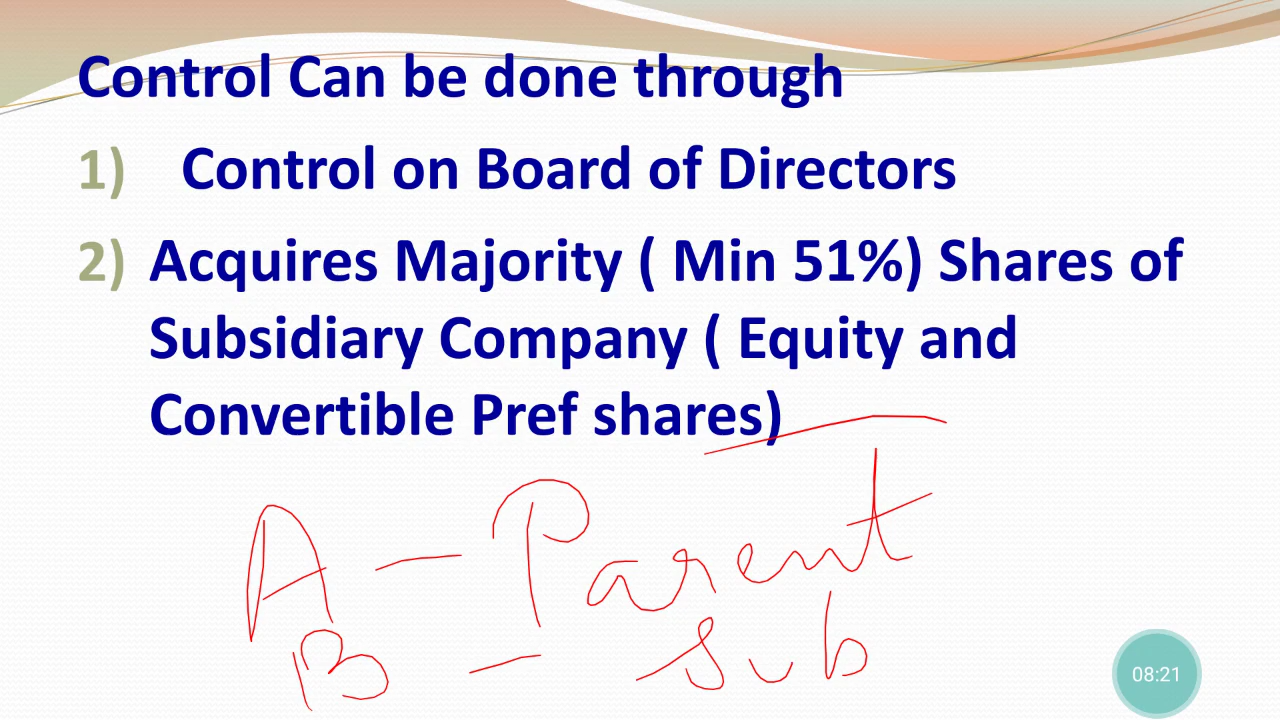 Control Can be done through
1) Control on Board of Directors
2) Acquires Majority ( Min 51%) Shares of
Subsidiary Company ( Equity and
Convertible Pref shares)
A - Parent
B - Sub
08:21